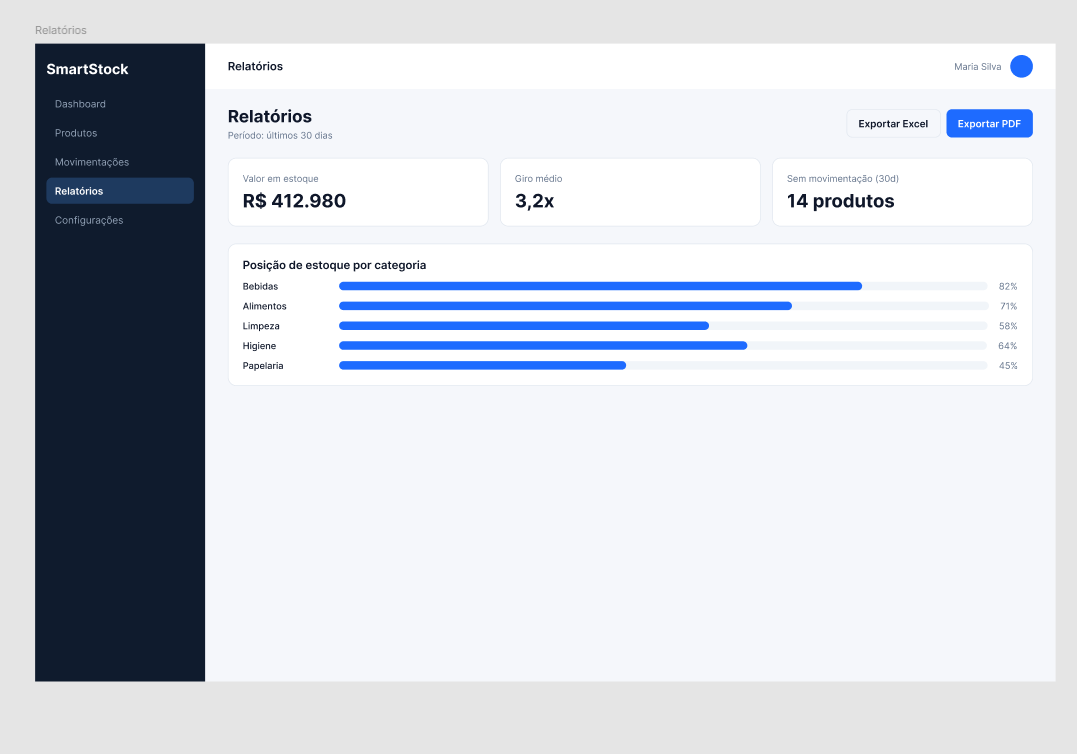 Relatórios
SmartStock
Dashboard
Produtos
Movimentações
Relatórios
Configurações
Relatórios
Maria Silva
Relatórios
Período: últimos 30 dias
Exportar Excel
Exportar PDF
Valor em estoque
R$ 412.980
Giro médio
3,2x
Sem movimentação (30d)
14 produtos
Posição de estoque por categoria
Bebidas 82%
Alimentos 71%
Limpeza 58%
Higiene 64%
Papelaria 45%